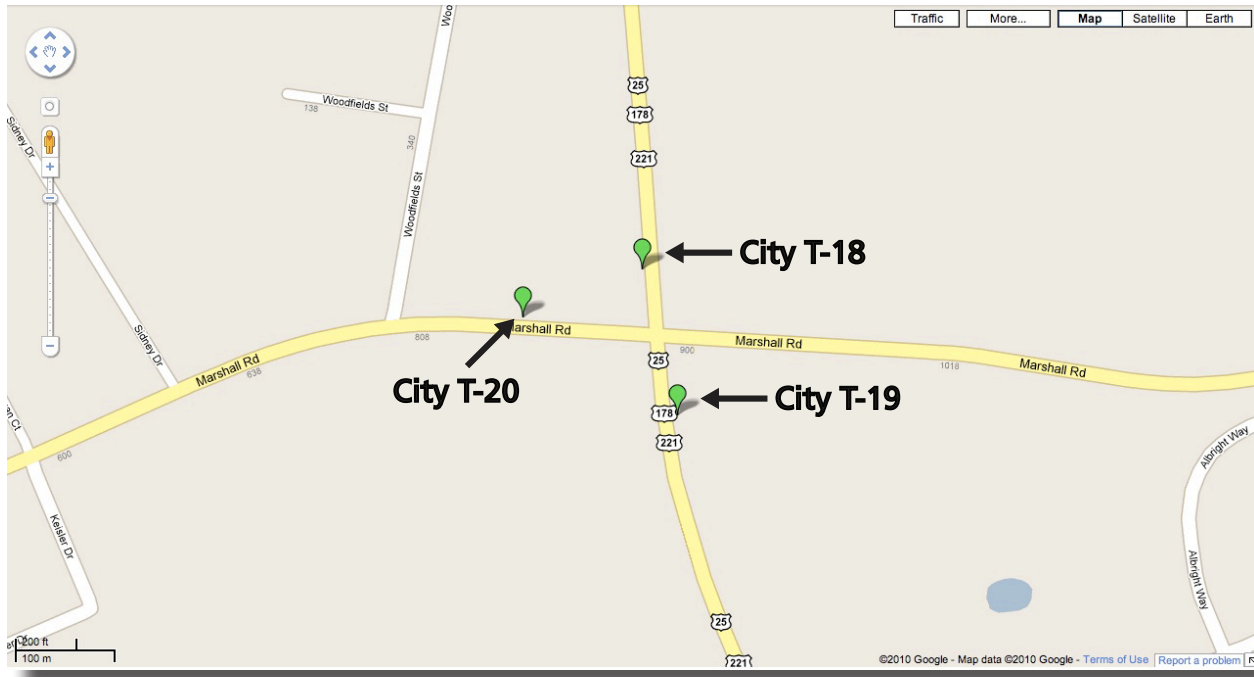 Traffic
More...
Map
Satellite
Earth
25
178
221
Woodfields St
138
340
Woodfields St
Sidney Dr
City T-18
City T-20
Marshall Rd
808
900
Marshall Rd
1018
Marshall Rd
Sidney Dr
Marshall Rd
638
25
City T-19
178
221
600
Keisler Dr
Albright Way
Albright Way
25
221
200 ft
100 m
©2010 Google - Map data ©2010 Google - Terms of Use
Report a problem